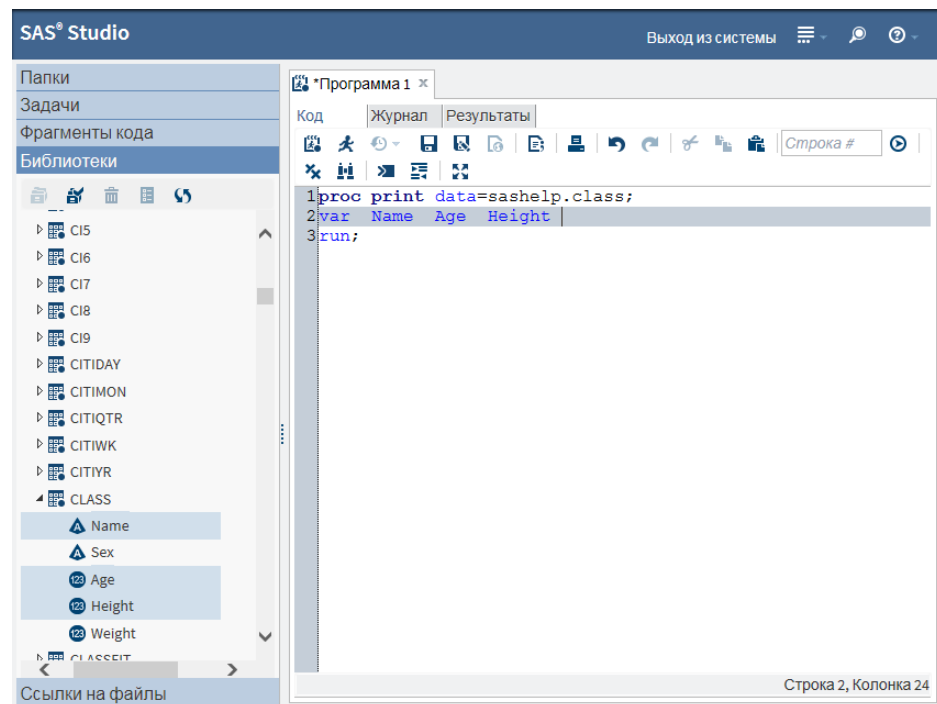 SAS® Studio
Выход из системы
Папки
Задачи
Фрагменты кода
Библиотеки
CI5
CI6
CI7
CI8
CI9
CITIDAY
CITIMON
CITIQTR
CITIWK
CITIYR
CLASS
Name
Sex
Age
Height
Weight
CLASSFIT
Ссылки на файлы
*Программа 1
Код Журнал Результаты
Строка #
1 proc print data=sashelp.class;
2 var Name Age Height
3 run;
Строка 2, Колонка 24